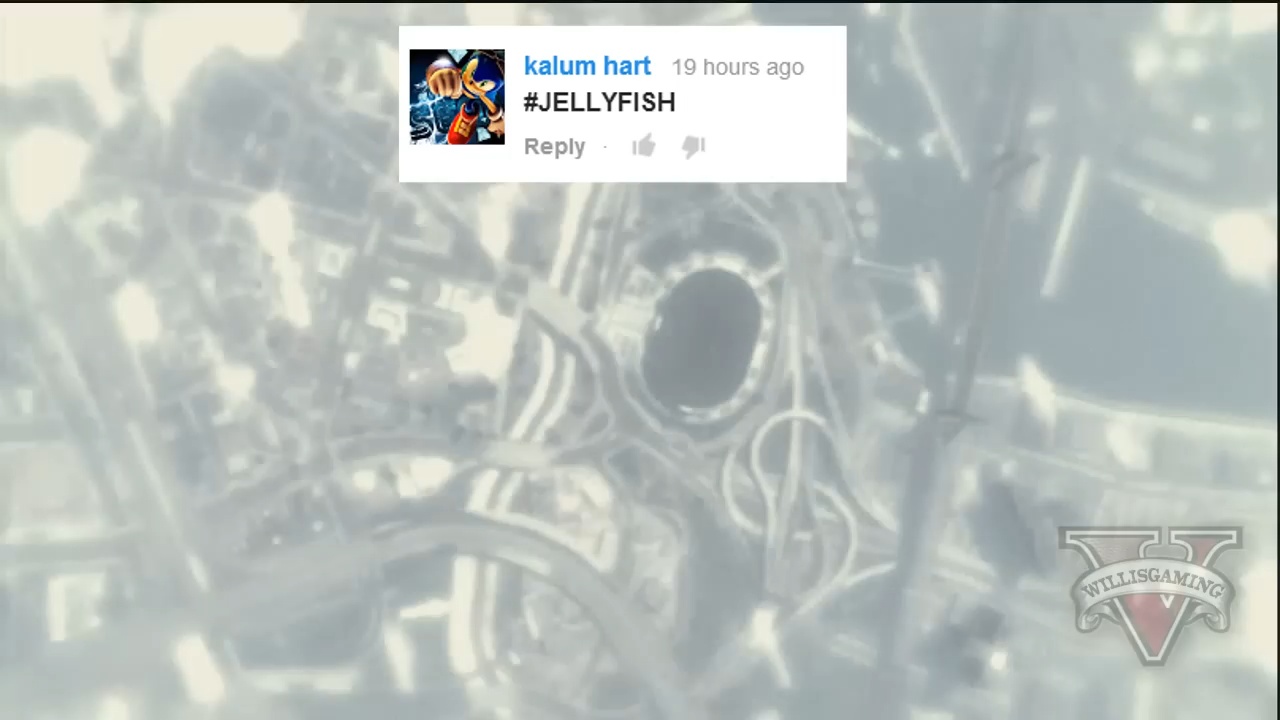 kalum hart 19 hours ago
#JELLYFISH
Reply ·
WILLISGAMING
V